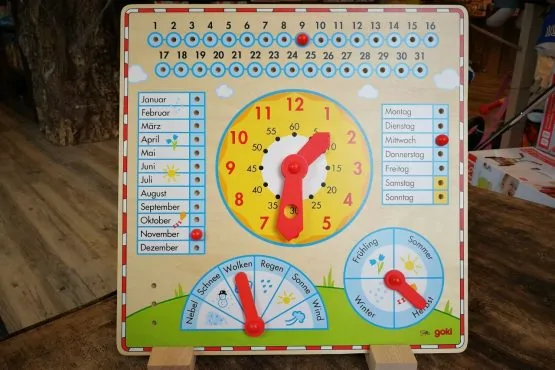 1 2 3 4 5 6 7 8 9 10 11 12 13 14 15 16
17 18 19 20 21 22 23 24 25 26 27 28 29 30 31
Januar
Februar
März
April
Mai
Juni
Juli
August
September
Oktober
November
Dezember
12
1
2
3
5
7
8
9
10
11
60
5
10
15
20
25
30
35
40
45
50
55
Montag
Dienstag
Mittwoch
Donnerstag
Freitag
Samstag
Sonntag
Nebel
Schnee
Wolken
Regen
Sonne
Wind
Frühling
Sommer
Winter
Herbst
goki
goki